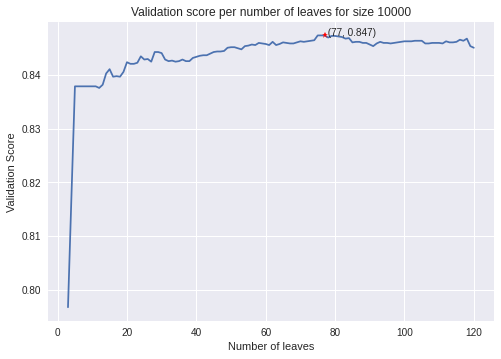 Validation score per number of leaves for size 10000
(77, 0.847)
0.84
0.83
0.82
0.81
0.80
Validation Score
0 20 40 60 80 100 120
Number of leaves